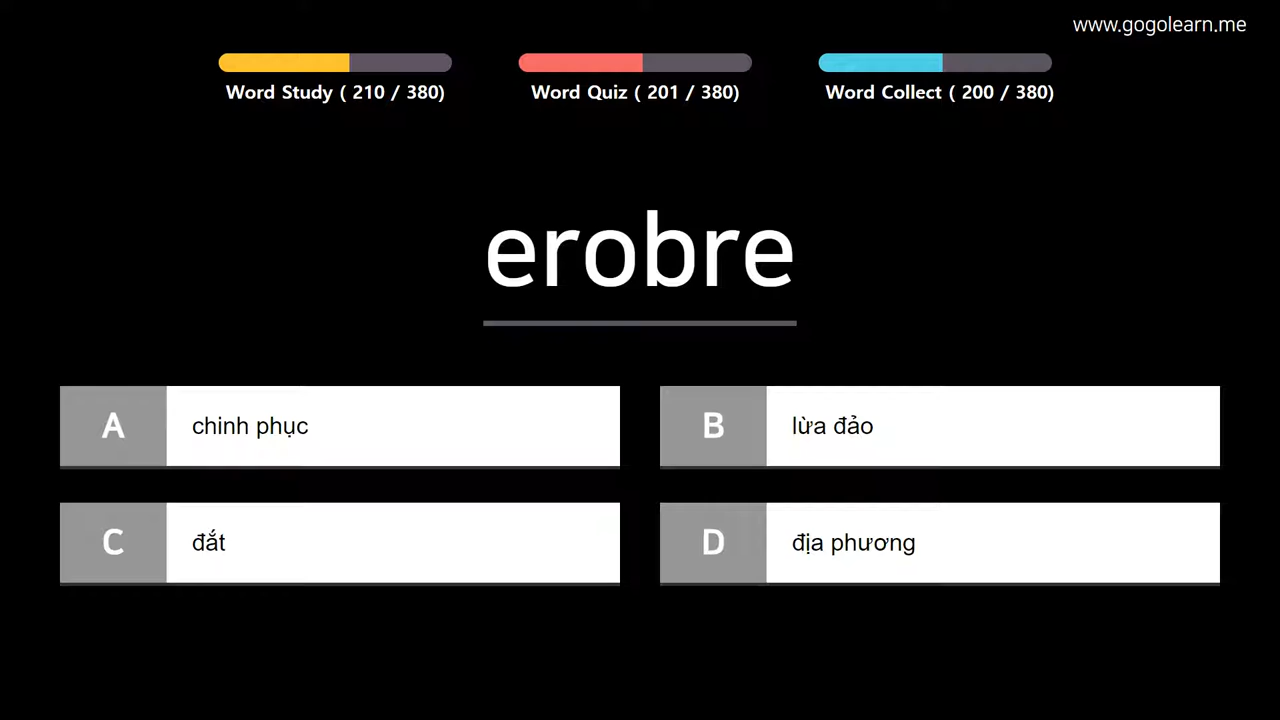 www.gogolearn.me
Word Study ( 210 / 380)
Word Quiz ( 201 / 380)
Word Collect ( 200 / 380)
erobre
A chinh phục
B lừa đảo
C đắt
D địa phương